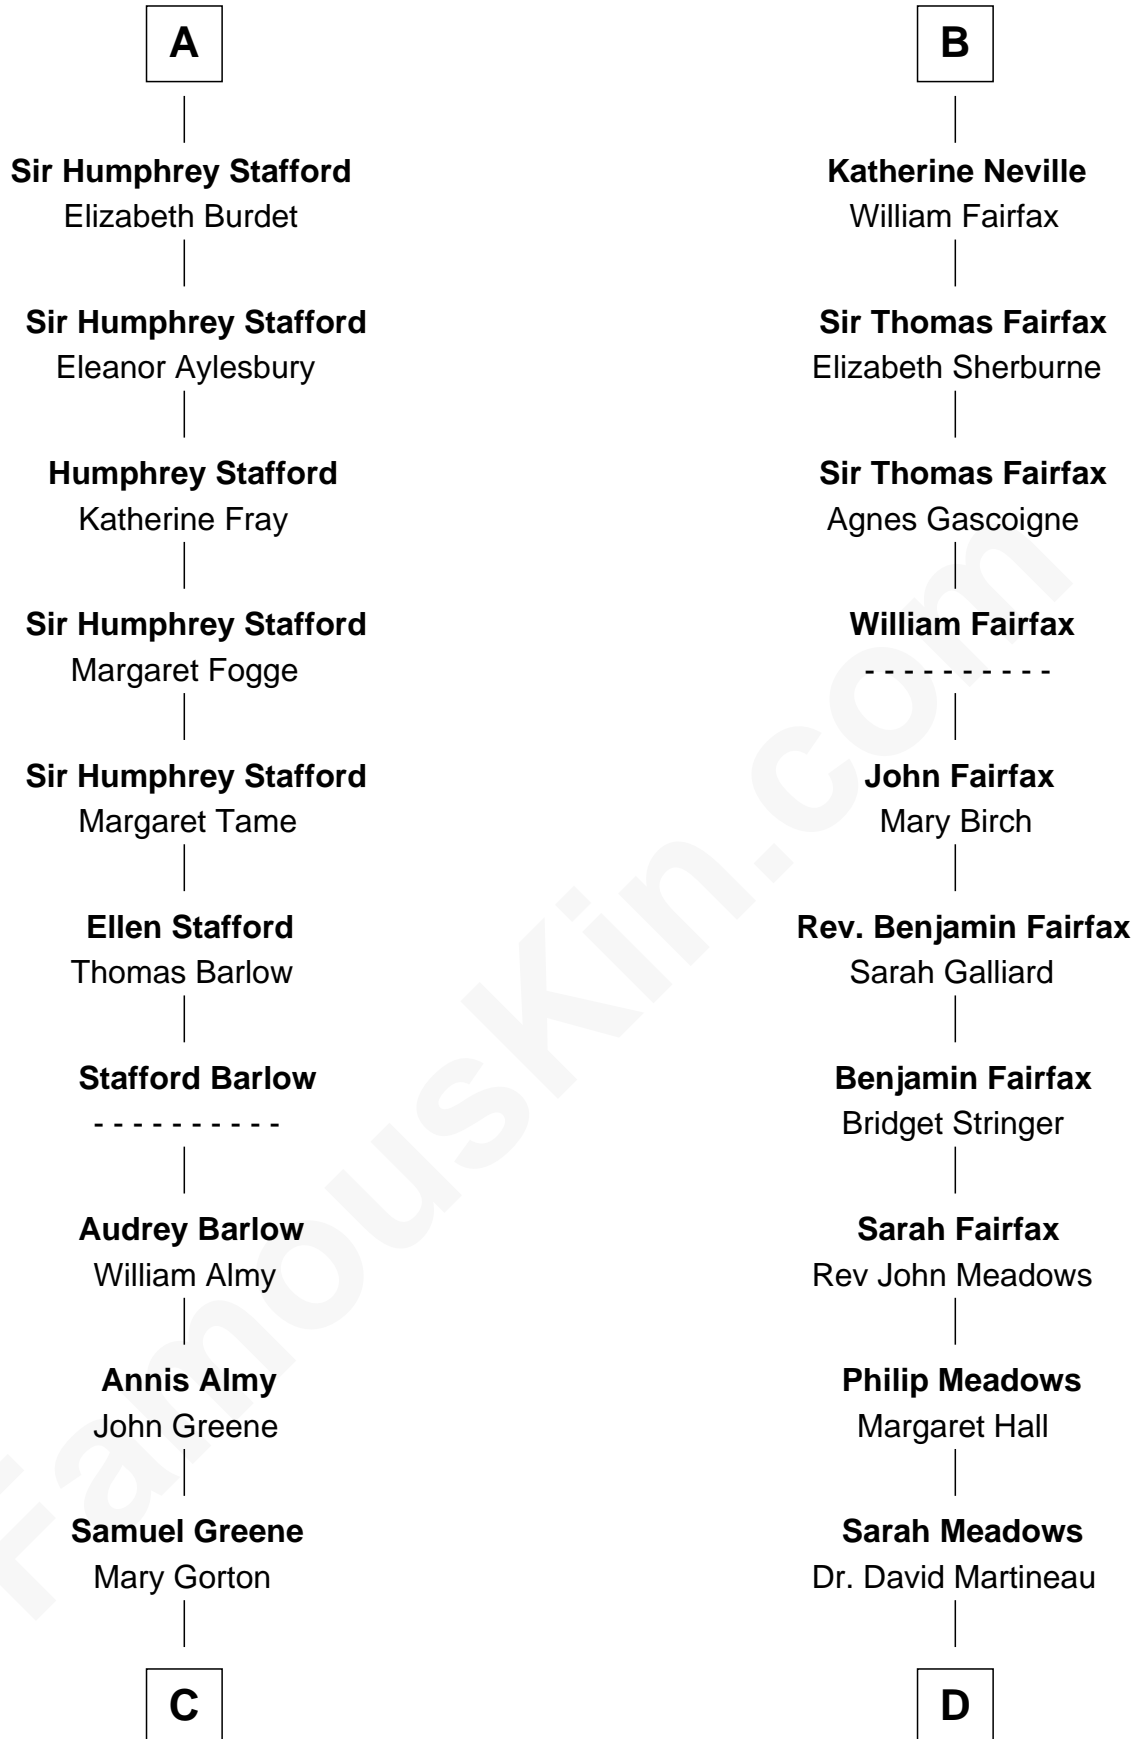 A
Sir Humphrey Stafford
Elizabeth Burdet
Sir Humphrey Stafford
Eleanor Aylesbury
Humphrey Stafford
Katherine Fray
Sir Humphrey Stafford
Margaret Fogge
Sir Humphrey Stafford
Margaret Tame
Ellen Stafford
Thomas Barlow
Stafford Barlow
- - - - - - - - - -
Audrey Barlow
William Almy
Annis Almy
John Greene
Samuel Greene
Mary Gorton
C
B
Katherine Neville
William Fairfax
Sir Thomas Fairfax
Elizabeth Sherburne
Sir Thomas Fairfax
Agnes Gascoigne
William Fairfax
- - - - - - - - - -
John Fairfax
Mary Birch
Rev. Benjamin Fairfax
Sarah Galliard
Benjamin Fairfax
Bridget Stringer
Sarah Fairfax
Rev John Meadows
Philip Meadows
Margaret Hall
Sarah Meadows
Dr. David Martineau
D
FamousKin.com